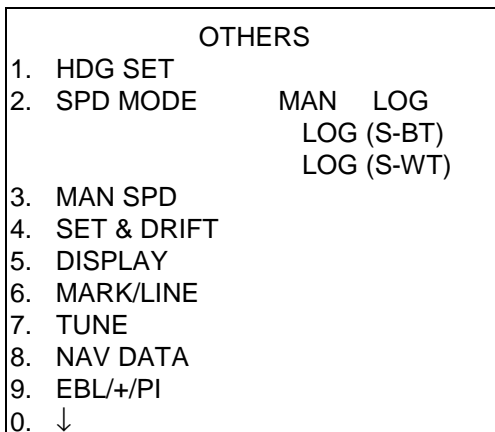 OTHERS
1. HDG SET
2. SPD MODE MAN LOG
LOG (S-BT)
LOG (S-WT)
3. MAN SPD
4. SET & DRIFT
5. DISPLAY
6. MARK/LINE
7. TUNE
8. NAV DATA
9. EBL/+/PI
0. ↓